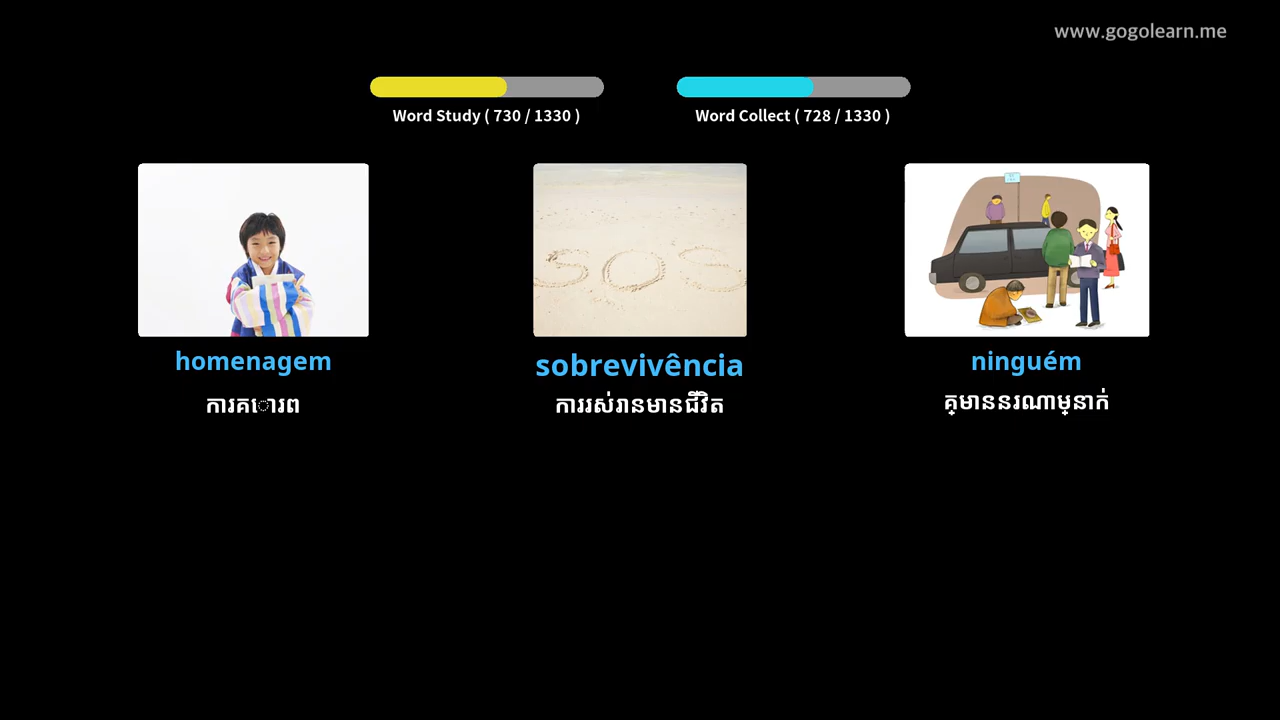 www.gogolearn.me
Word Study ( 730 / 1330 )
Word Collect ( 728 / 1330 )
SOS
homenagem
sobrevivência
ninguém
ការគោរព
ការរស់រានមានជីវិត
គ្មាននរណាម្នាក់